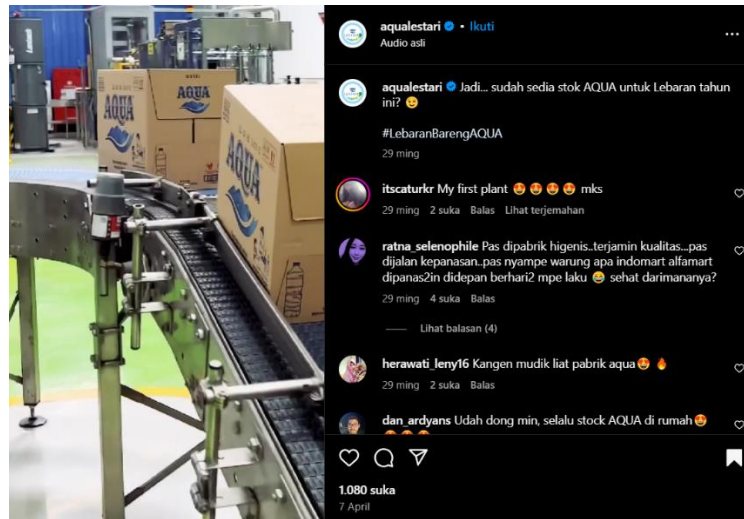 AQUA
AQUA
aqualestari • Ikuti
Audio asli
aqualestari Jadi... sudah sedia stok AQUA untuk Lebaran tahun
ini? 😉
#LebaranBarengAQUA
29 ming
itscaturkr My first plant 😍😍😍😍 mks
29 ming 2 suka Balas Lihat terjemahan
ratna_selenophile Pas dipabrik higenis..terjamin kualitas...pas
dijalan kepanasan..pas nyampe warung apa indomart alfamart
dipanas2in didepan berhari2 mpe laku 😂 sehat darimananya?
29 ming 4 suka Balas
Lihat balasan (4)
herawati_leny16 Kangen mudik liat pabrik aqua😍 🔥
29 ming 2 suka Balas
dan_ardyans Udah dong min, selalu stock AQUA di rumah😍
😍😍😍
1.080 suka
7 April